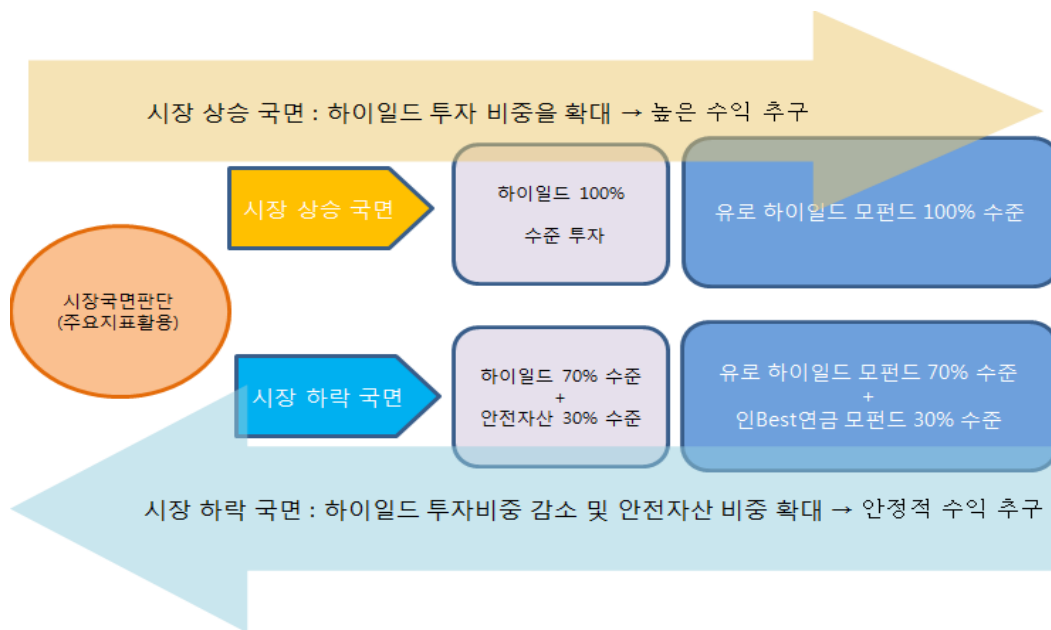 시장 상승 국면 : 하이일드 투자 비중을 확대 → 높은 수익 추구
시장 상승 국면
하이일드 100%
수준 투자
유로 하이일드 모펀드 100% 수준
시장국면판단
(주요지표활용)
시장 하락 국면
하이일드 70% 수준
+
안전자산 30% 수준
유로 하이일드 모펀드 70% 수준
+
인Best연금 모펀드 30% 수준
시장 하락 국면 : 하이일드 투자비중 감소 및 안전자산 비중 확대 → 안정적 수익 추구